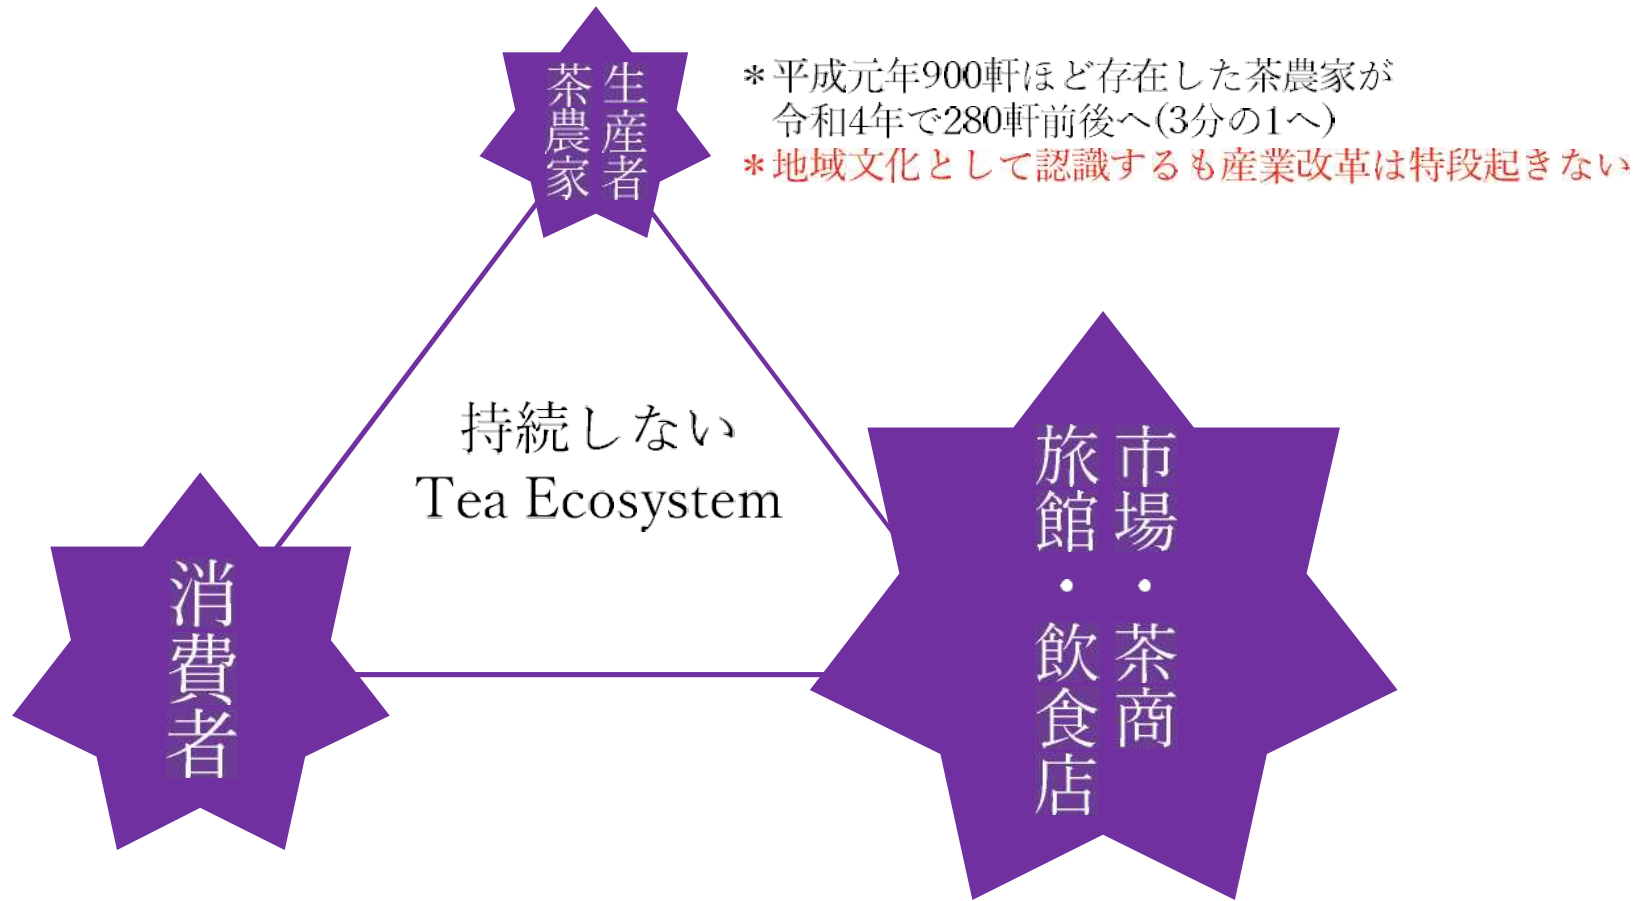 生産者
茶農家
＊平成元年900軒ほど存在した茶農家が
令和4年で280軒前後へ(3分の1へ)
＊地域文化として認識するも産業改革は特段起きない
持続しない
Tea Ecosystem
市場・茶商
旅館・飲食店
消費者